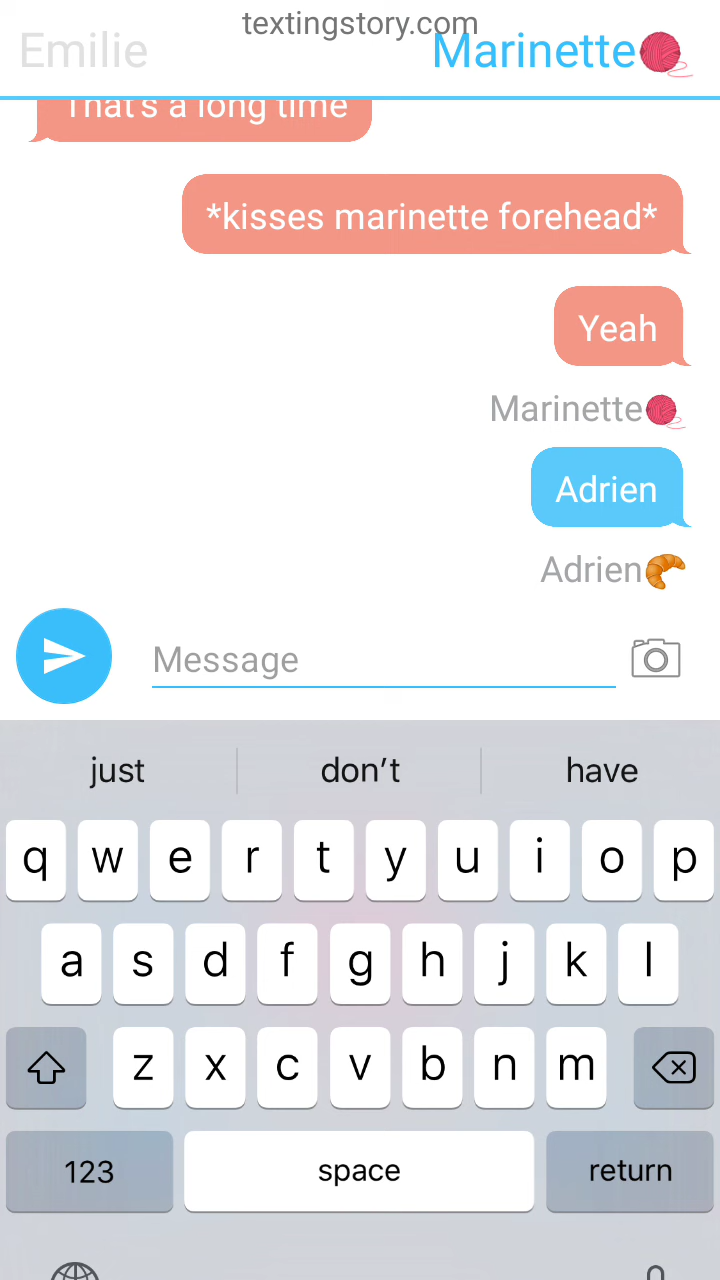 textingstory.com
Emilie
Marinette🧶
That's a long time
*kisses marinette forehead*
Yeah
Marinette🧶
Adrien
Adrien🥐
Message
just don’t have
q w e r t y u i o p
a s d f g h j k l
z x c v b n m
123 space return